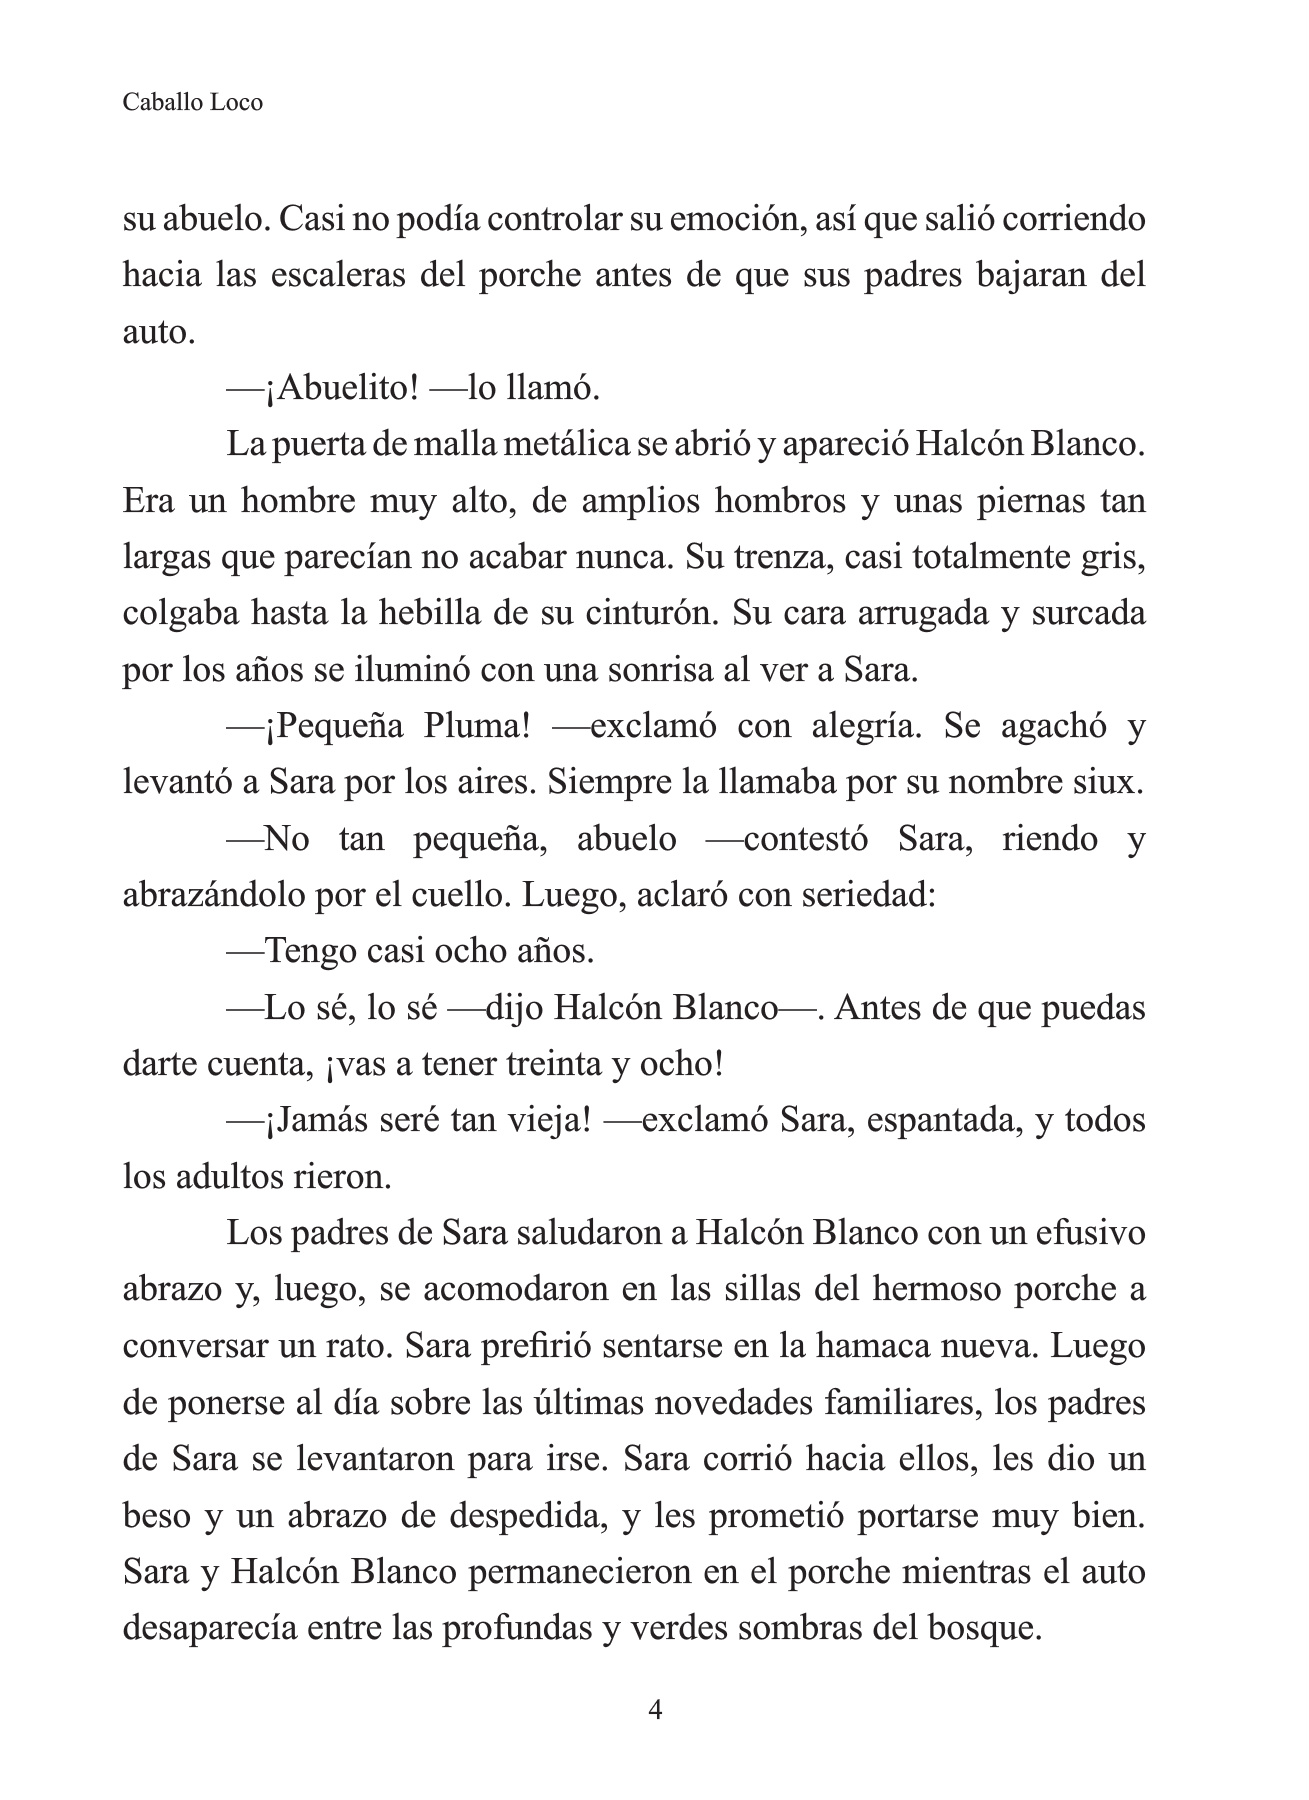 Caballo Loco
su abuelo. Casi no podía controlar su emoción, así que salió corriendo
hacia las escaleras del porche antes de que sus padres bajaran del
auto.
—¡Abuelito! —lo llamó.
La puerta de malla metálica se abrió y apareció Halcón Blanco.
Era un hombre muy alto, de amplios hombros y unas piernas tan
largas que parecían no acabar nunca. Su trenza, casi totalmente gris,
colgaba hasta la hebilla de su cinturón. Su cara arrugada y surcada
por los años se iluminó con una sonrisa al ver a Sara.
—¡Pequeña Pluma! —exclamó con alegría. Se agachó y
levantó a Sara por los aires. Siempre la llamaba por su nombre siux.
—No tan pequeña, abuelo —contestó Sara, riendo y
abrazándolo por el cuello. Luego, aclaró con seriedad:
—Tengo casi ocho años.
—Lo sé, lo sé —dijo Halcón Blanco—. Antes de que puedas
darte cuenta, ¡vas a tener treinta y ocho!
—¡Jamás seré tan vieja! —exclamó Sara, espantada, y todos
los adultos rieron.
Los padres de Sara saludaron a Halcón Blanco con un efusivo
abrazo y, luego, se acomodaron en las sillas del hermoso porche a
conversar un rato. Sara prefirió sentarse en la hamaca nueva. Luego
de ponerse al día sobre las últimas novedades familiares, los padres
de Sara se levantaron para irse. Sara corrió hacia ellos, les dio un
beso y un abrazo de despedida, y les prometió portarse muy bien.
Sara y Halcón Blanco permanecieron en el porche mientras el auto
desaparecía entre las profundas y verdes sombras del bosque.
4